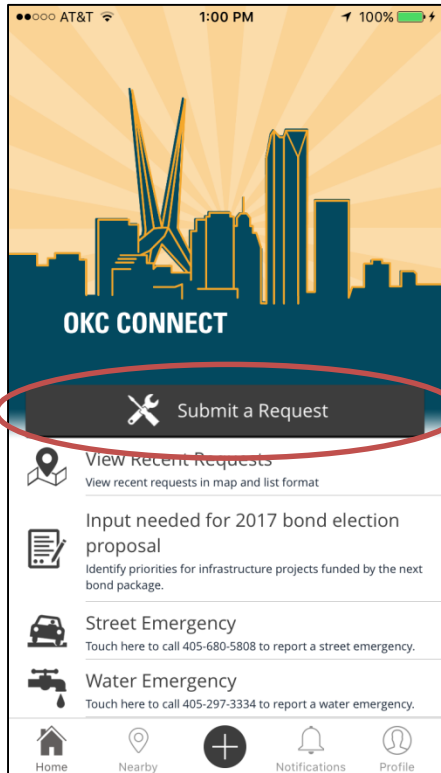 AT&T 1:00 PM 100%
OKC CONNECT
Submit a Request
View Recent Requests
View recent requests in map and list format
Input needed for 2017 bond election
proposal
Identify priorities for infrastructure projects funded by the next
bond package.
Street Emergency
Touch here to call 405-680-5808 to report a street emergency.
Water Emergency
Touch here to call 405-297-3334 to report a water emergency.
Home Nearby Notifications Profile